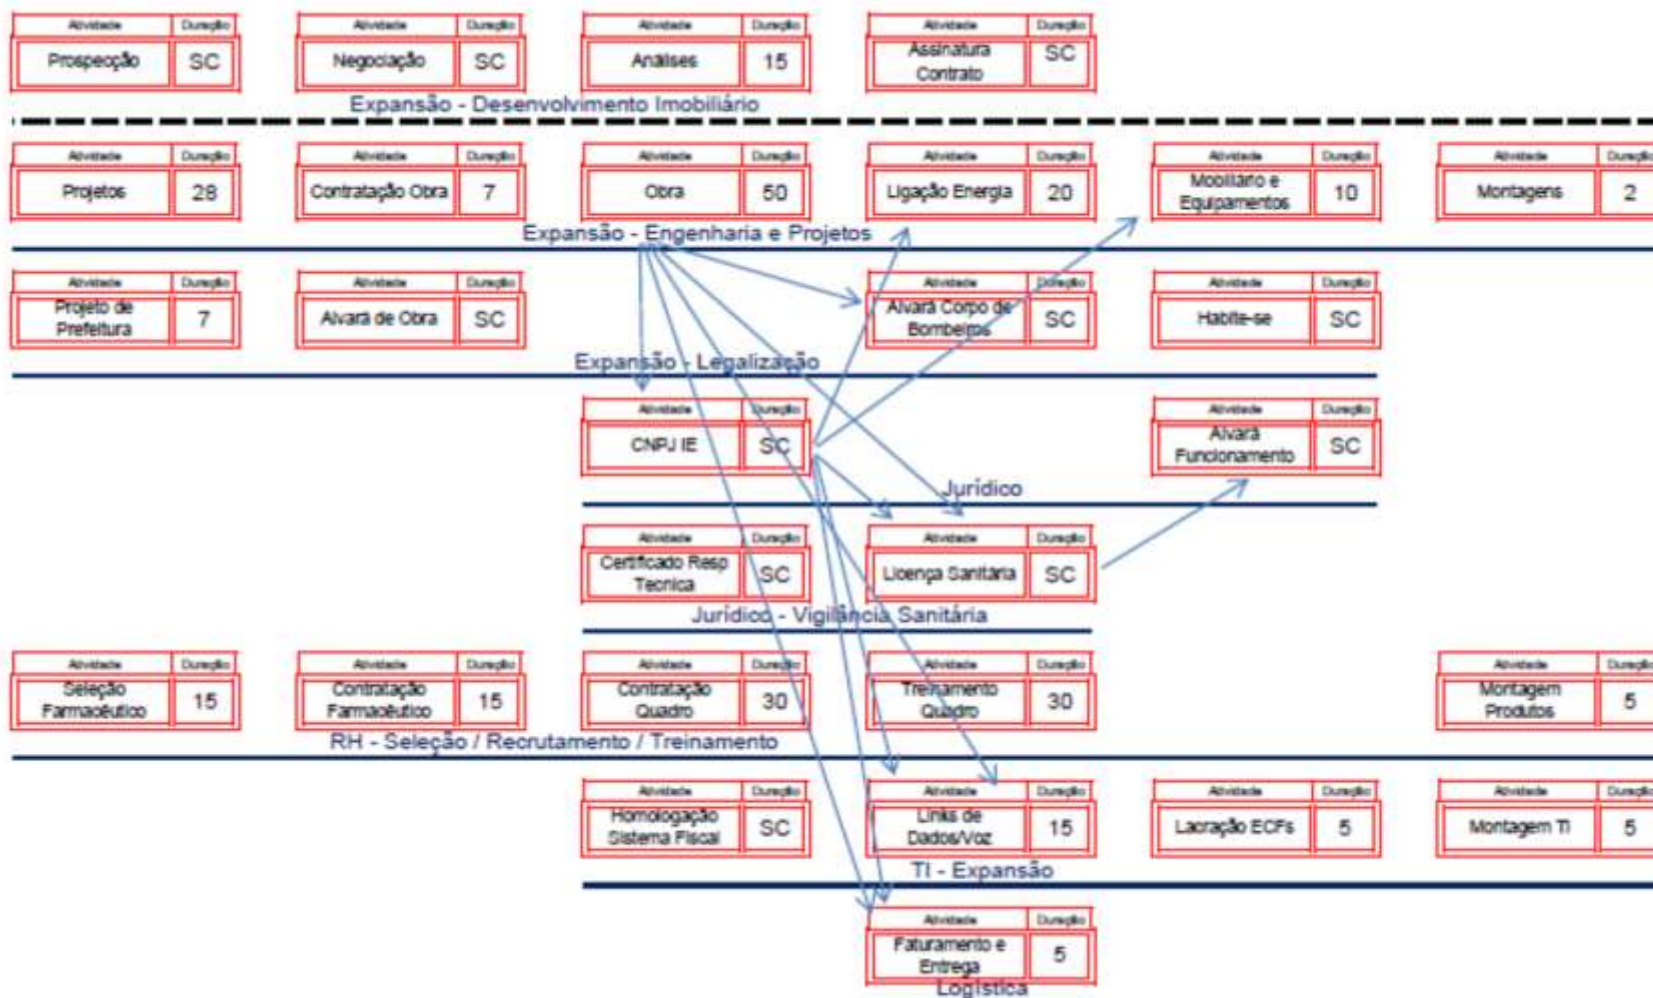 Atividade Duração Atividade Duração Atividade Duração Atividade Duração
Prospecção SC Negociação SC Análises 15 Assinatura Contrato SC
Expansão - Desenvolvimento Imobiliário
Atividade Duração Atividade Duração Atividade Duração Atividade Duração Atividade Duração Atividade Duração
Projetos 28 Contratação Obra 7 Obra 50 Ligação Energia 20 Mobiliário e Equipamentos 10 Montagens 2
Expansão - Engenharia e Projetos
Atividade Duração Atividade Duração Atividade Duração Atividade Duração
Projeto de Prefeitura 7 Alvará de Obra SC Alvará Corpo de Bombeiros SC Habite-se SC
Expansão - Legalização
Atividade Duração Atividade Duração
CNPJ IE SC Alvará Funcionamento SC
Jurídico
Atividade Duração Atividade Duração
Certificado Resp Tecnica SC Licença Sanitária SC
Jurídico - Vigilância Sanitária
Atividade Duração Atividade Duração Atividade Duração Atividade Duração Atividade Duração
Seleção Farmacêutico 15 Contratação Farmacêutico 15 Contratação Quadro 30 Treinamento Quadro 30 Montagem Produtos 5
RH - Seleção / Recrutamento / Treinamento
Atividade Duração Atividade Duração Atividade Duração Atividade Duração
Homologação Sistema Fiscal SC Links de Dados/Voz 15 Lacração ECFs 5 Montagem TI 5
TI - Expansão
Atividade Duração
Faturamento e Entrega 5
Logística